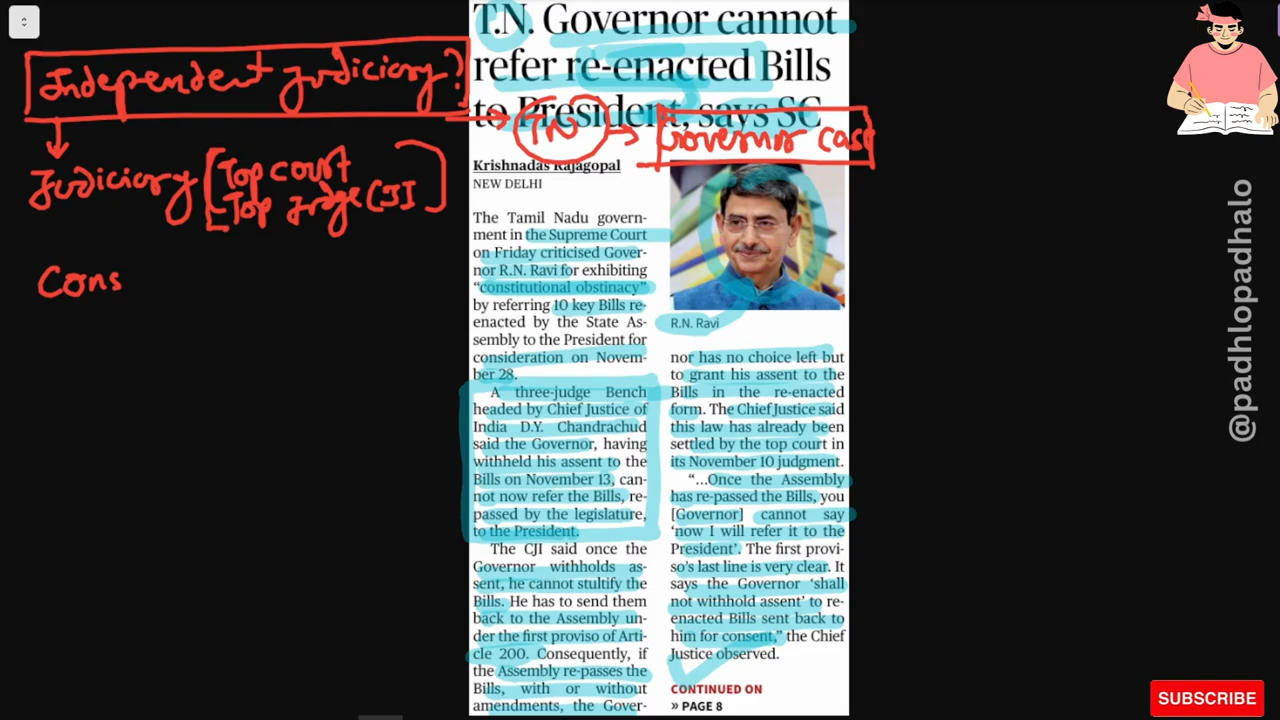 Independent Judiciary?
Judiciary
Top court
Top Judge CJI
Cons
T.N. Governor cannot
refer re-enacted Bills
to President, says SC
TN
Governor case
Krishnadas Rajagopal
NEW DELHI
The Tamil Nadu govern-
ment in the Supreme Court
on Friday criticised Gover-
nor R.N. Ravi for exhibiting
“constitutional obstinacy”
by referring 10 key Bills re-
enacted by the State As-
sembly to the President for
consideration on Novem-
ber 28.
A three-judge Bench
headed by Chief Justice of
India D.Y. Chandrachud
said the Governor, having
withheld his assent to the
Bills on November 13, can-
not now refer the Bills, re-
passed by the legislature,
to the President.
The CJI said once the
Governor withholds as-
sent, he cannot stultify the
Bills. He has to send them
back to the Assembly un-
der the first proviso of Arti-
cle 200. Consequently, if
the Assembly re-passes the
Bills, with or without
amendments, the Gover-
R.N. Ravi
nor has no choice left but
to grant his assent to the
Bills in the re-enacted
form. The Chief Justice said
this law has already been
settled by the top court in
its November 10 judgment.
“...Once the Assembly
has re-passed the Bills, you
[Governor] cannot say
‘now I will refer it to the
President’. The first provi-
so’s last line is very clear. It
says the Governor ‘shall
not withhold assent’ to re-
enacted Bills sent back to
him for consent,” the Chief
Justice observed.
CONTINUED ON
» PAGE 8
@padhlopadhalo
SUBSCRIBE